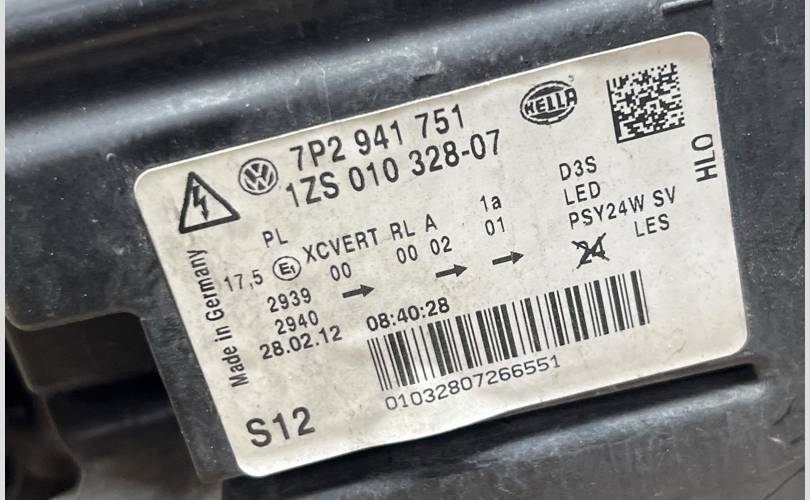 7P2 941 751
1ZS 010 328-07
HELLA
HLO
D3S
LED
PSY24W SV
LES
24
PL
XCVERT RL A 1a
17,5 E1 00 00 02 01
2939
2940
28.02.12 08:40:28
01032807266551
Made in Germany
S12